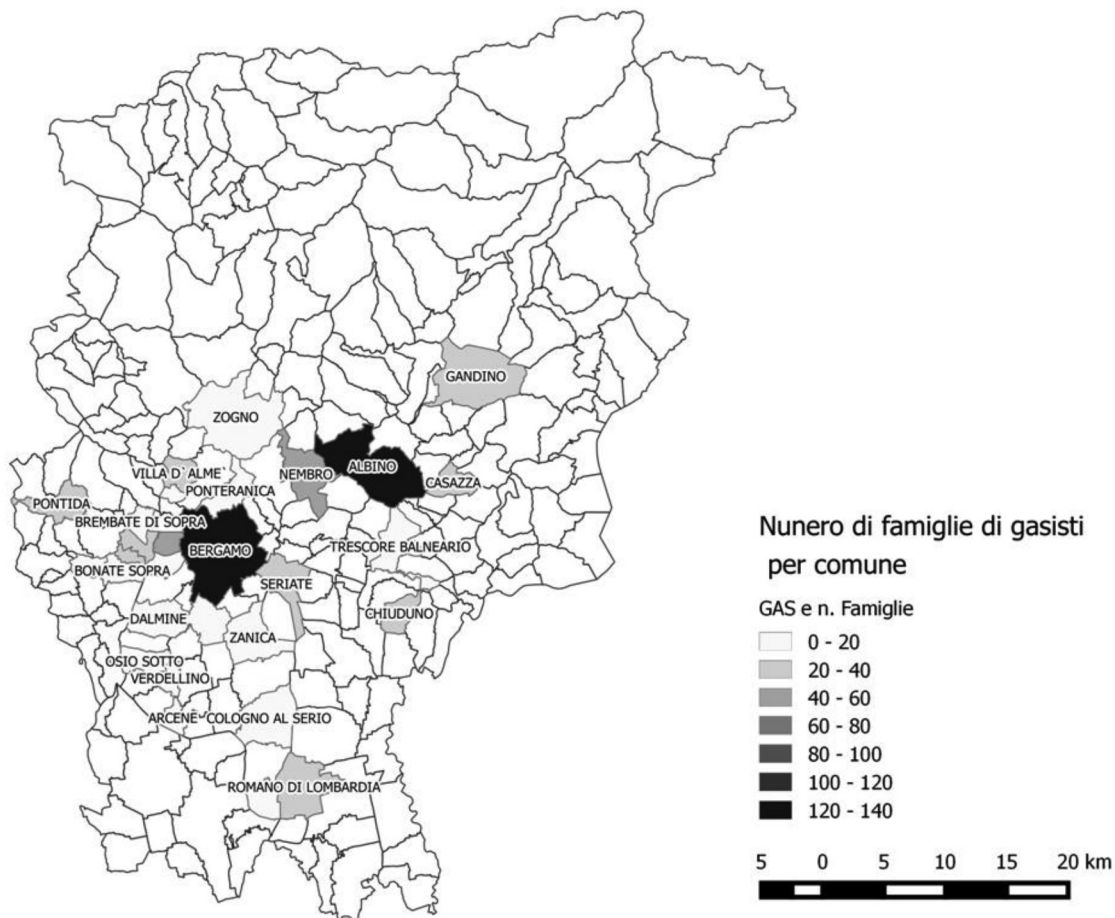 GANDINO
ZOGNO
ALBINO
NEMBRO
VILLA D`ALME`
CASAZZA
PONTERANICA
PONTIDA
BREMBATE DI SOPRA
BERGAMO
TRESCORE BALNEARIO
BONATE SOPRA
SERIATE
CHIUDUNO
DALMINE
ZANICA
OSIO SOTTO
VERDELLINO
ARCENE
COLOGNO AL SERIO
ROMANO DI LOMBARDIA
Nunero di famiglie di gasisti
per comune
GAS e n. Famiglie
0 - 20
20 - 40
40 - 60
60 - 80
80 - 100
100 - 120
120 - 140
5 0 5 10 15 20 km